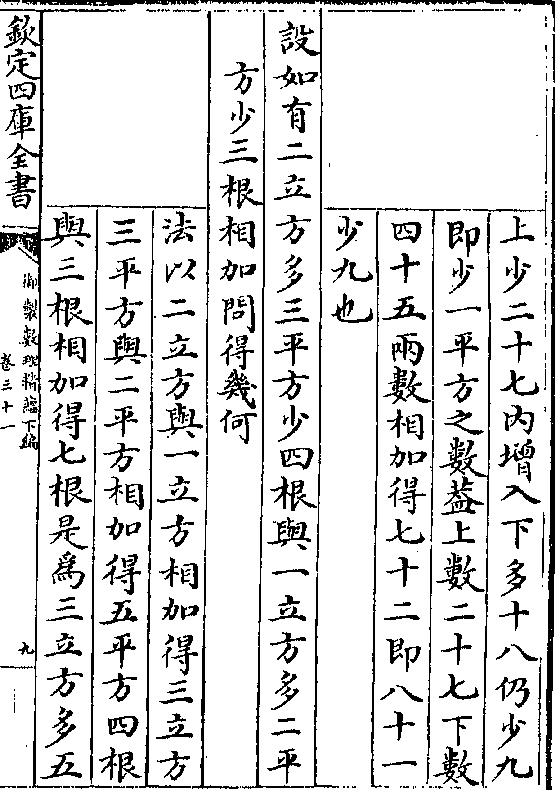 上少二十七内增入下多十八仍少九
即少一平方之數葢上數二十七下數
四十五兩數相加得七十二即八十一
少九也
設如有二立方多三平方少四根與一立方多二平
方少三根相加問得幾何
法以二立方與一立方相加得三立方
三平方與二平方相加得五平方四根
與三根相加得七根是為三立方多五
欽定四庫全書
御製數理精藴下編
卷三十一
九